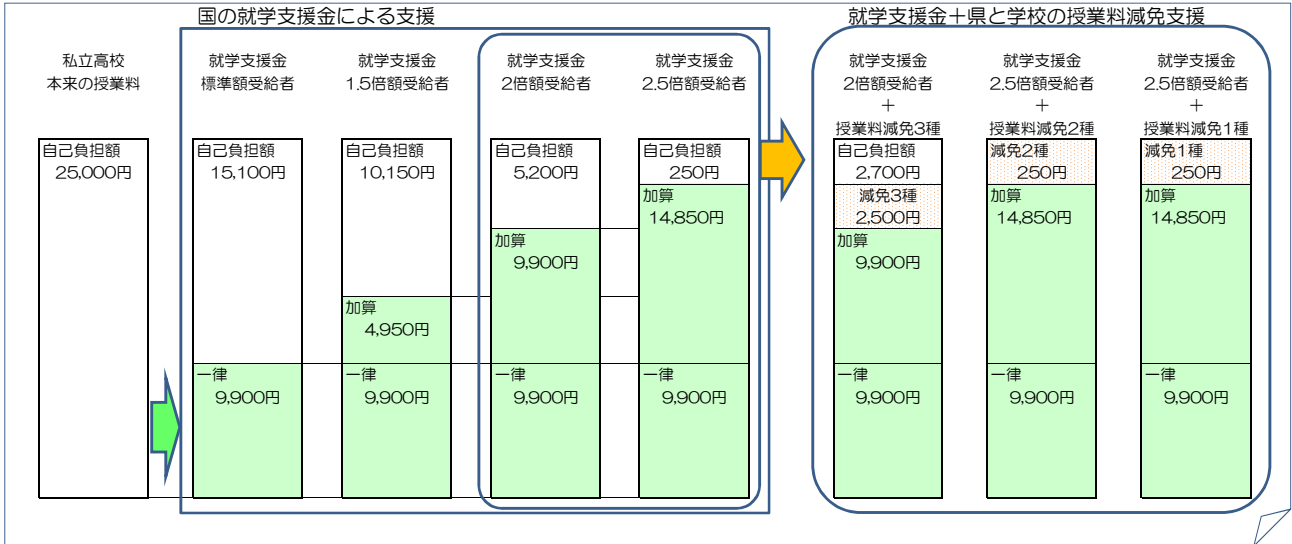 国の就学支援金による支援
就学支援金＋県と学校の授業料減免支援
私立高校
本来の授業料
就学支援金
標準額受給者
就学支援金
1.5倍額受給者
就学支援金
2倍額受給者
就学支援金
2.5倍額受給者
就学支援金
2倍額受給者
＋
授業料減免3種
就学支援金
2.5倍額受給者
＋
授業料減免2種
就学支援金
2.5倍額受給者
＋
授業料減免1種
自己負担額
25,000円
自己負担額
15,100円
一律
9,900円
自己負担額
10,150円
加算
4,950円
一律
9,900円
自己負担額
5,200円
加算
9,900円
一律
9,900円
自己負担額
250円
加算
14,850円
一律
9,900円
自己負担額
2,700円
減免3種
2,500円
加算
9,900円
一律
9,900円
減免2種
250円
加算
14,850円
一律
9,900円
減免1種
250円
加算
14,850円
一律
9,900円